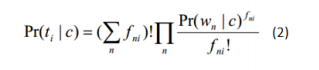 Pr(t_i | c) = (∑_n f_ni)! ∏_n Pr(w_n | c)^{f_ni} / f_ni! (2)